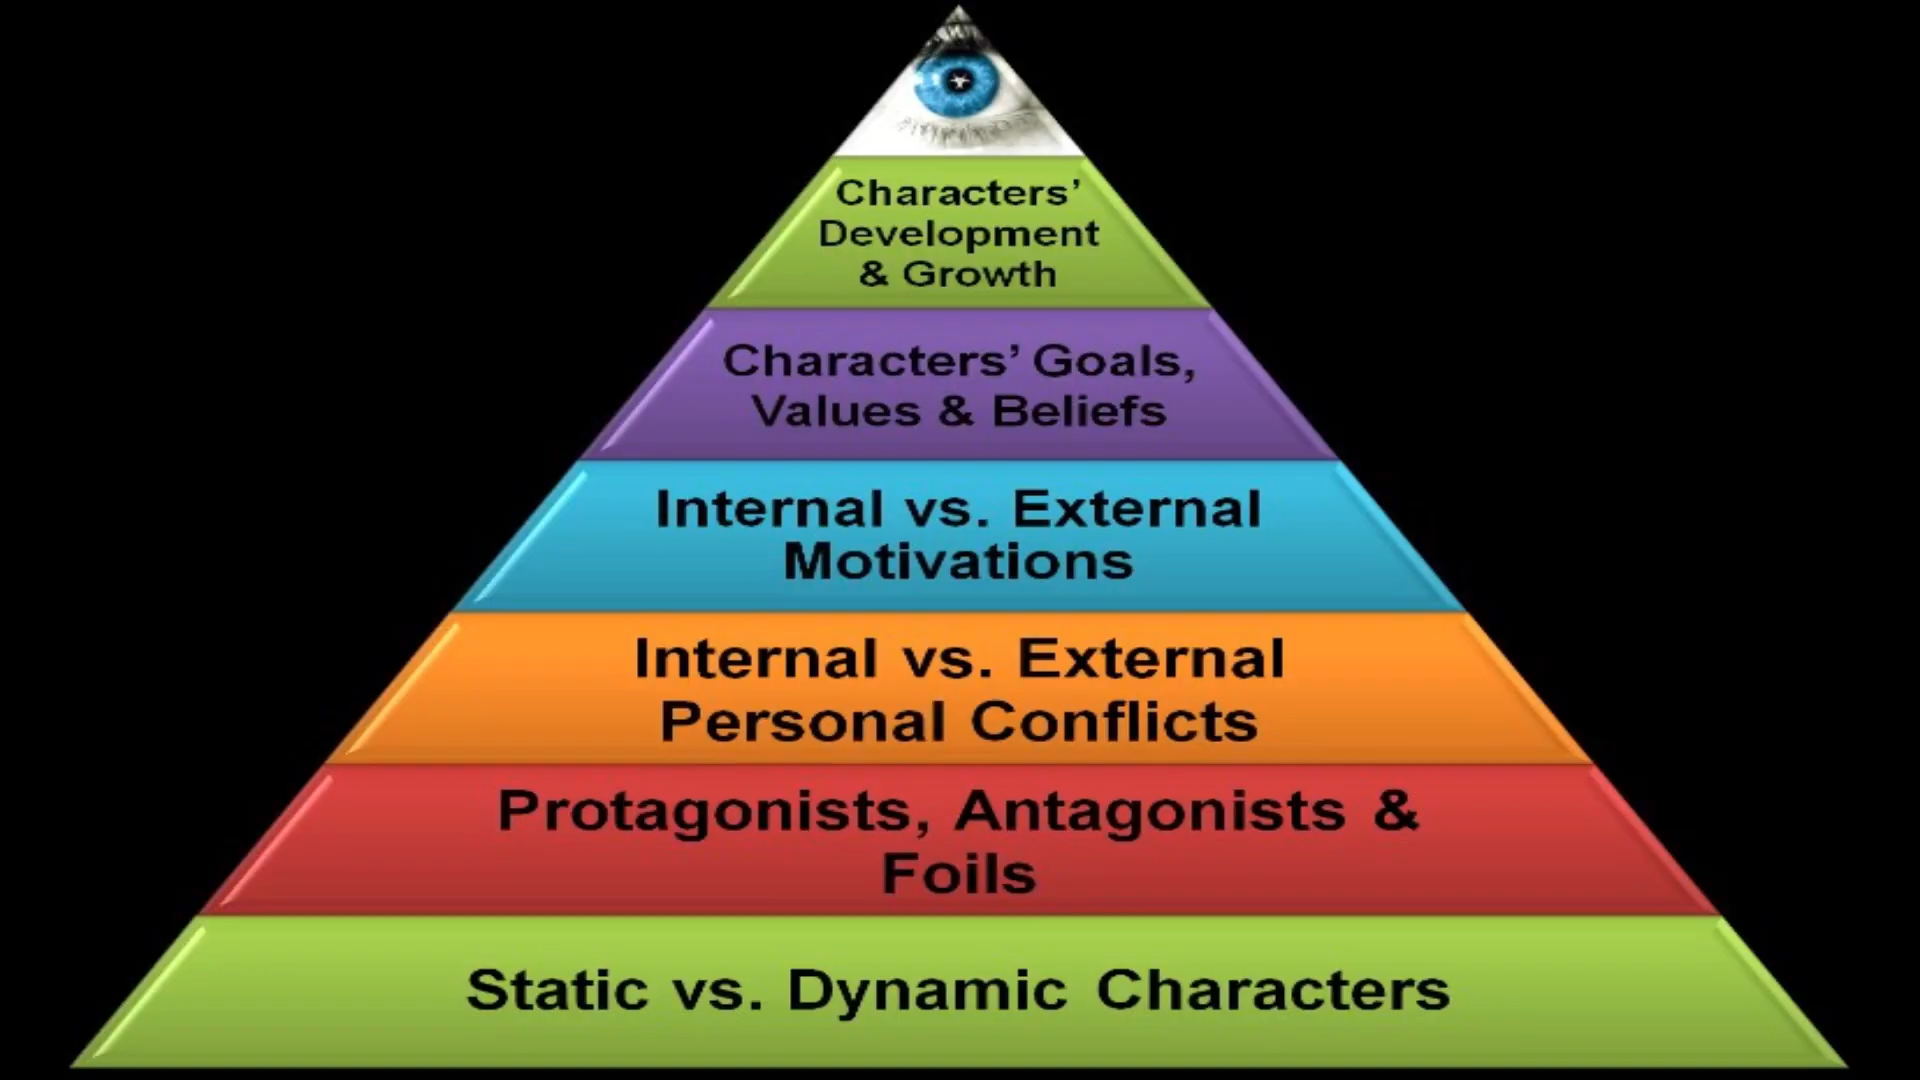 Characters’
Development
& Growth
Characters’ Goals,
Values & Beliefs
Internal vs. External
Motivations
Internal vs. External
Personal Conflicts
Protagonists, Antagonists &
Foils
Static vs. Dynamic Characters